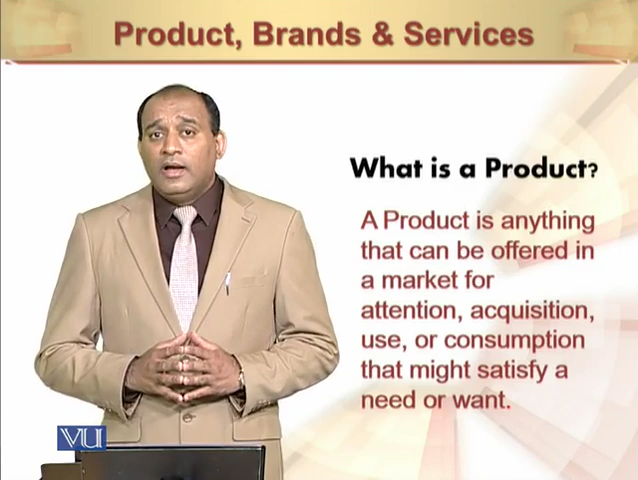 Product, Brands & Services
What is a Product?
A Product is anything
that can be offered in
a market for
attention, acquisition,
use, or consumption
that might satisfy a
need or want.
VU